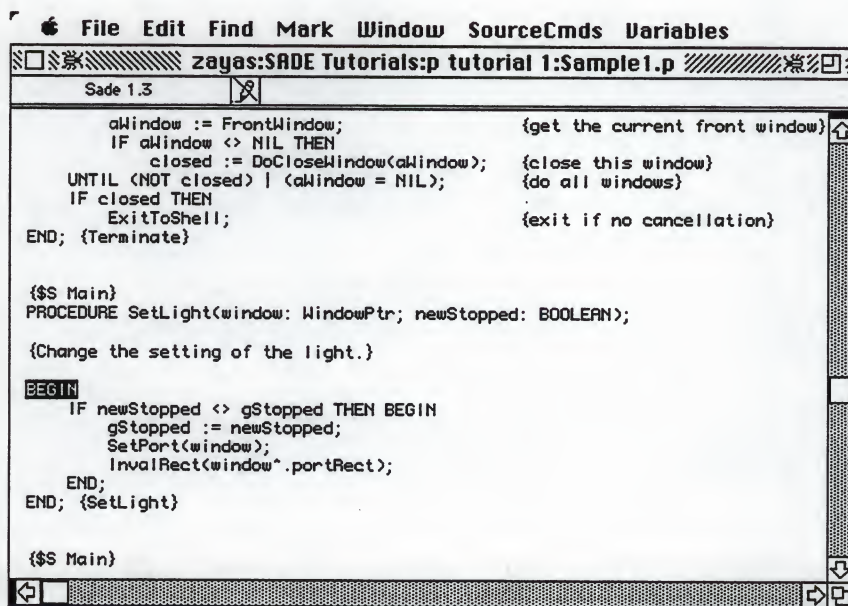 File Edit Find Mark Window SourceCmds Variables
zayas:SADE Tutorials:p tutorial 1:Sample1.p
Sade 1.3
aWindow := FrontWindow; {get the current front window}
IF aWindow <> NIL THEN
closed := DoCloseWindow(aWindow); {close this window}
UNTIL (NOT closed) | (aWindow = NIL); {do all windows}
IF closed THEN
ExitToShell; {exit if no cancellation}
END; {Terminate}
{$S Main}
PROCEDURE SetLight(window: WindowPtr; newStopped: BOOLEAN);
{Change the setting of the light.}
BEGIN
IF newStopped <> gStopped THEN BEGIN
gStopped := newStopped;
SetPort(window);
InvalRect(window^.portRect);
END;
END; {SetLight}
{$S Main}